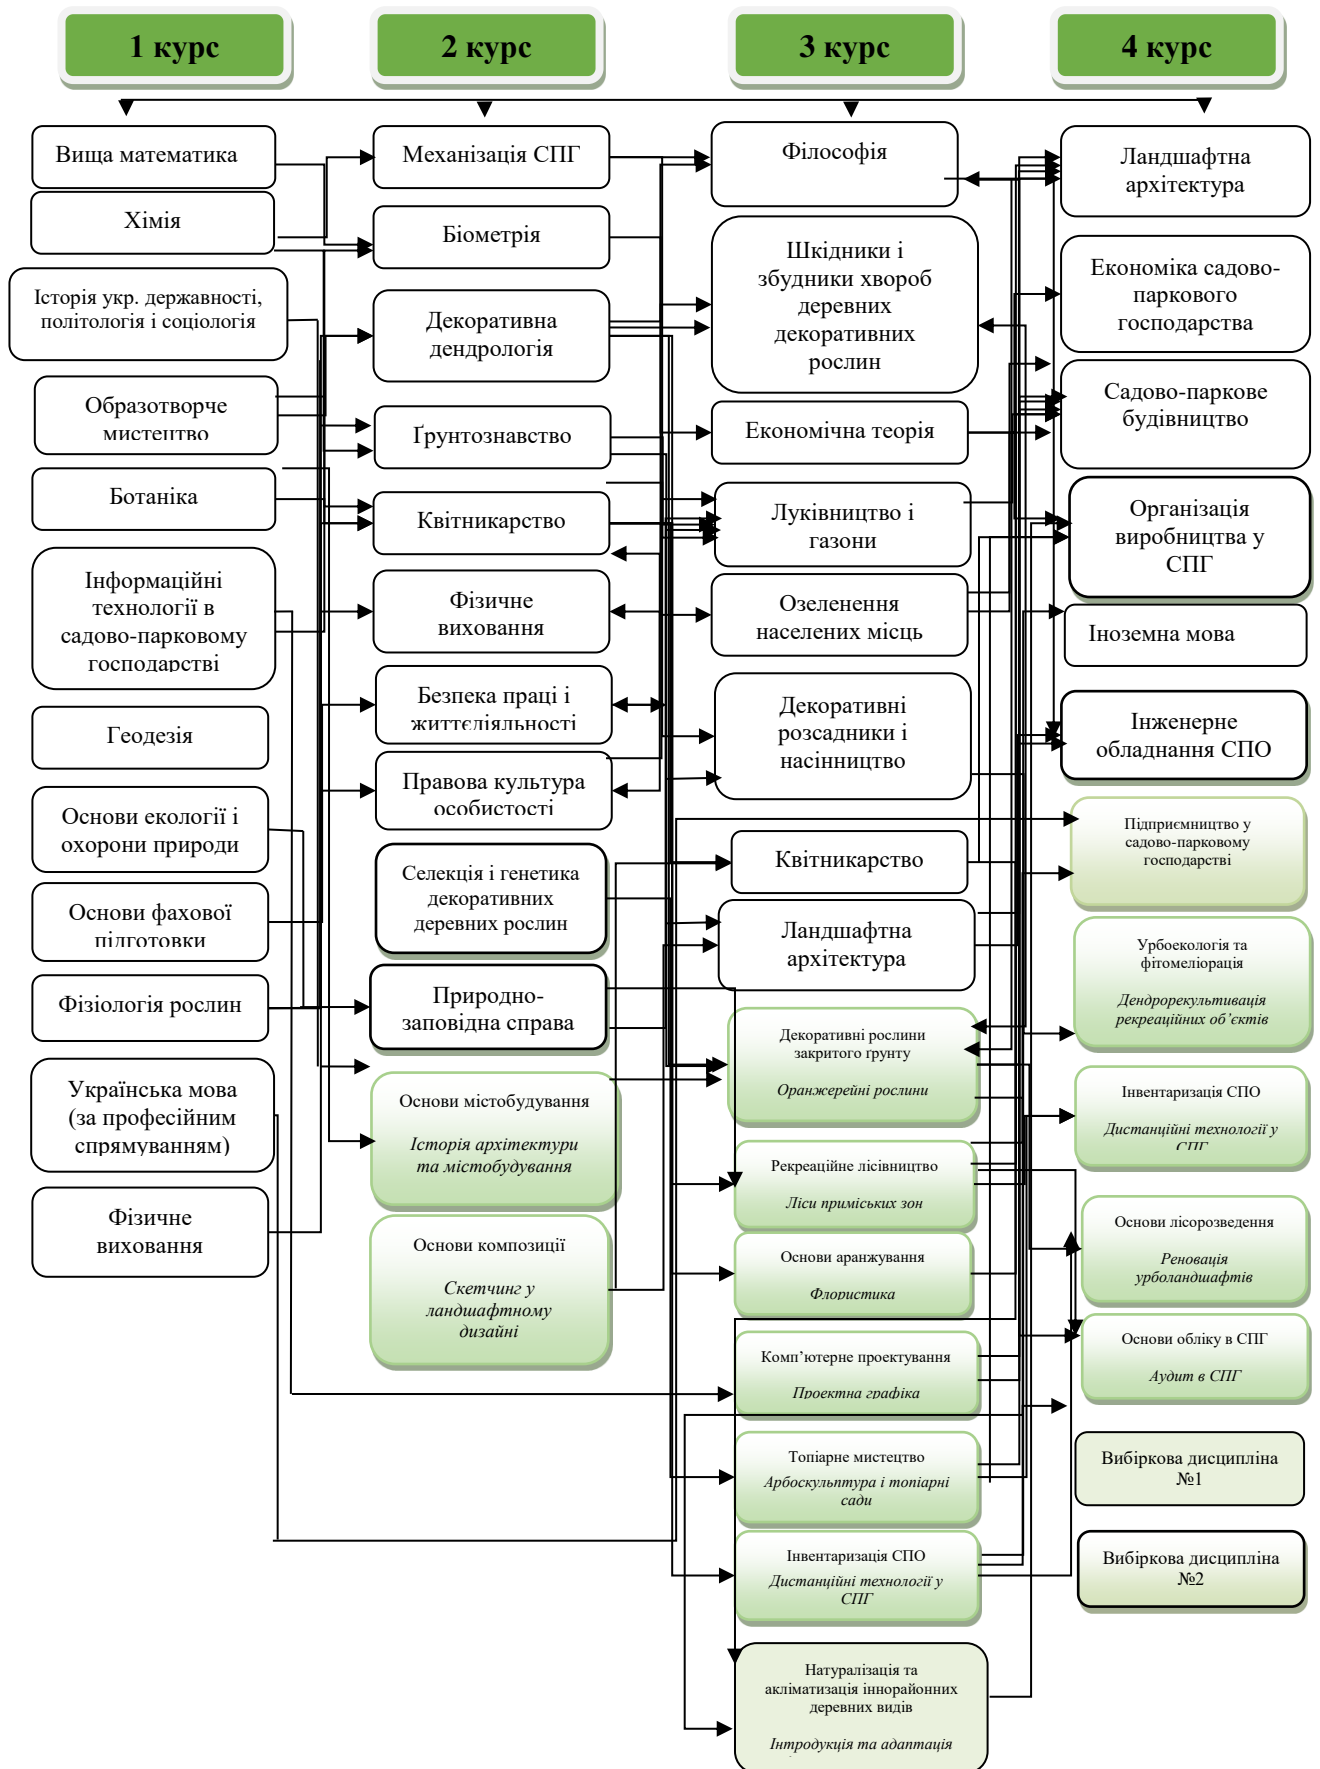 1 курс
2 курс
3 курс
4 курс
Вища математика
Хімія
Історія укр. державності,
політологія і соціологія
Образотворче
мистецтво
Ботаніка
Інформаційні
технології в
садово-парковому
господарстві
Геодезія
Основи екології і
охорони природи
Основи фахової
підготовки
Фізіологія рослин
Українська мова
(за професійним
спрямуванням)
Фізичне
виховання
Механізація СПГ
Біометрія
Декоративна
дендрологія
Ґрунтознавство
Квітникарство
Фізичне
виховання
Безпека праці і
життєдіяльності
Правова культура
особистості
Селекція і генетика
декоративних
деревних рослин
Природно-
заповідна справа
Основи містобудування
Історія архітектури
та містобудування
Основи композиції
Скетчинг у
ландшафтному
дизайні
Філософія
Шкідники і
збудники хвороб
деревних
декоративних
рослин
Економічна теорія
Луківництво і
газони
Озеленення
населених місць
Декоративні
розсадники і
насінництво
Квітникарство
Ландшафтна
архітектура
Декоративні рослини
закритого ґрунту
Оранжерейні рослини
Рекреаційне лісівництво
Ліси приміських зон
Основи аранжування
Флористика
Комп’ютерне проектування
Проектна графіка
Топіарне мистецтво
Арбоскульптура і топіарні
сади
Інвентаризація СПО
Дистанційні технології у
СПГ
Натуралізація та
акліматизація іннорайонних
деревних видів
Інтродукція та адаптація
Ландшафтна
архітектура
Економіка садово-
паркового
господарства
Садово-паркове
будівництво
Організація
виробництва у
СПГ
Іноземна мова
Інженерне
обладнання СПО
Підприємництво у
садово-парковому
господарстві
Урбоекологія та
фітомеліорація
Дендрорекультивація
рекреаційних об’єктів
Інвентаризація СПО
Дистанційні технології у
СПГ
Основи лісорозведення
Реновація
урболандшафтів
Основи обліку в СПГ
Аудит в СПГ
Вибіркова дисципліна
№1
Вибіркова дисципліна
№2